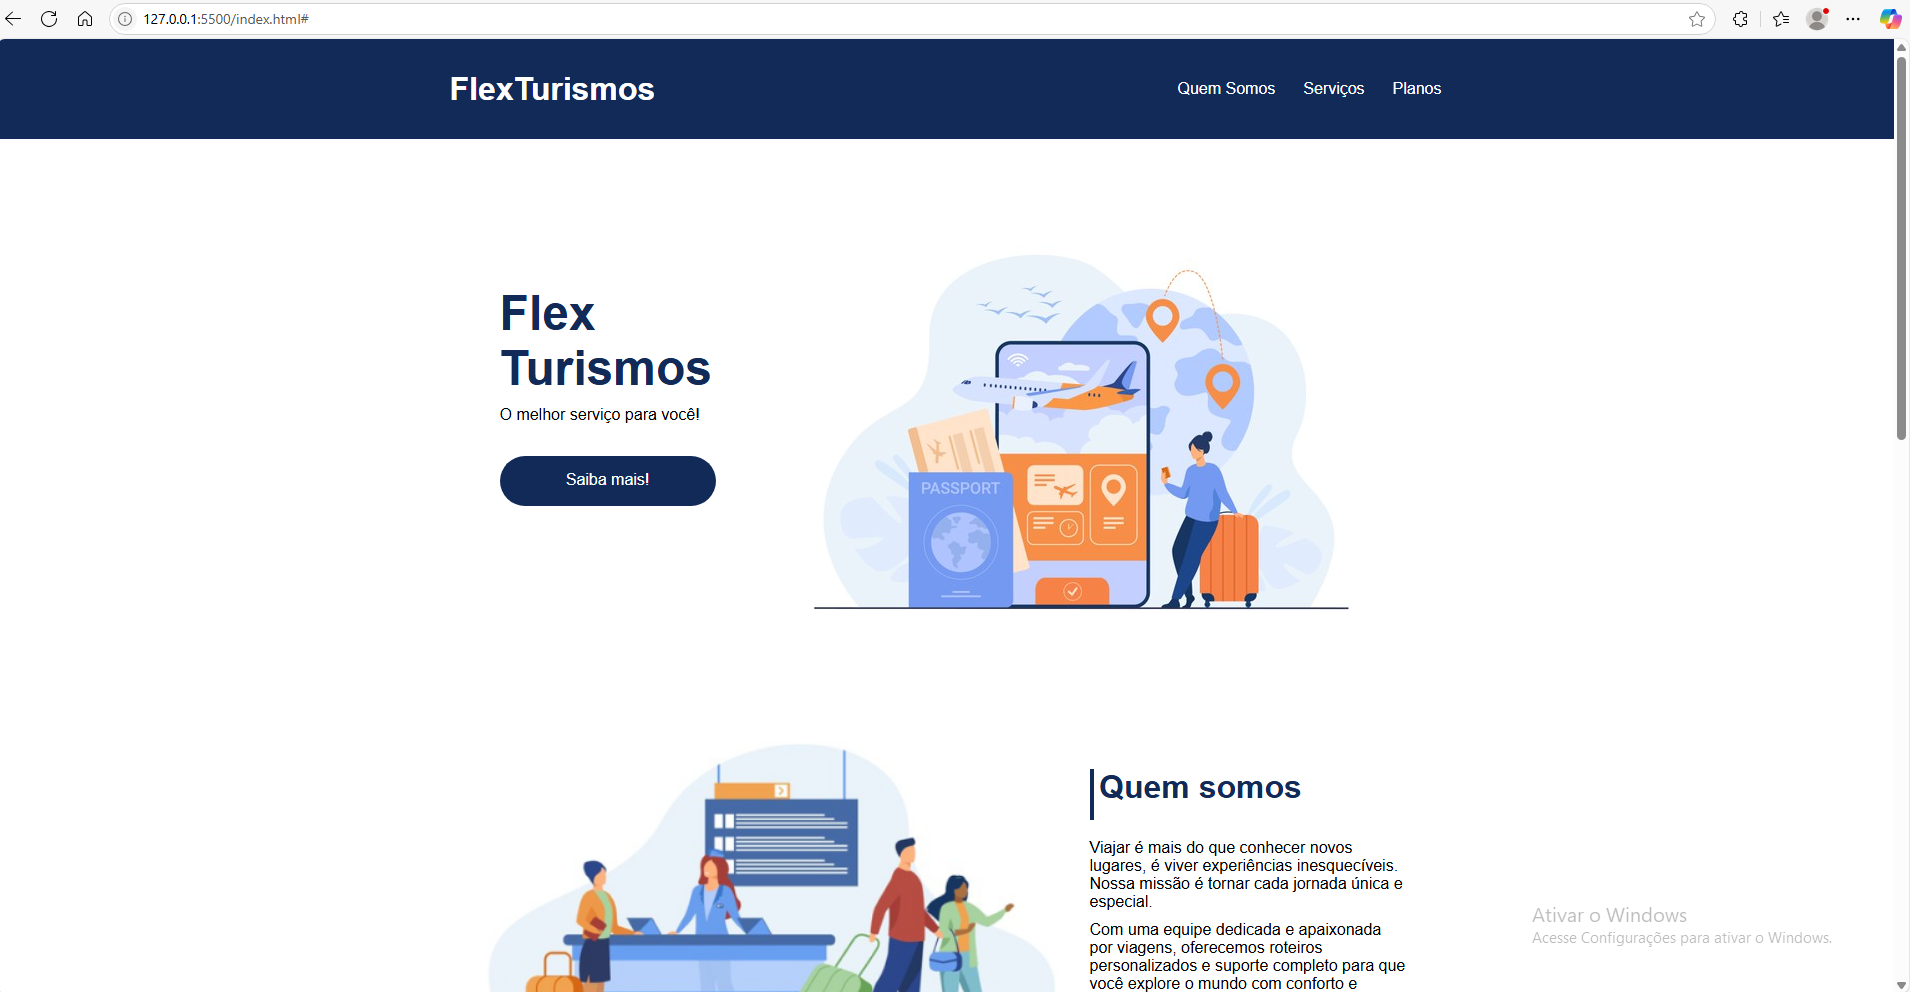 127.0.0.1:5500/index.html#
FlexTurismos
Quem Somos
Serviços
Planos
Flex
Turismos
O melhor serviço para você!
Saiba mais!
PASSPORT
Quem somos
Viajar é mais do que conhecer novos
lugares, é viver experiências inesquecíveis.
Nossa missão é tornar cada jornada única e
especial.
Com uma equipe dedicada e apaixonada
por viagens, oferecemos roteiros
personalizados e suporte completo para que
você explore o mundo com conforto e
Ativar o Windows
Acesse Configurações para ativar o Windows.